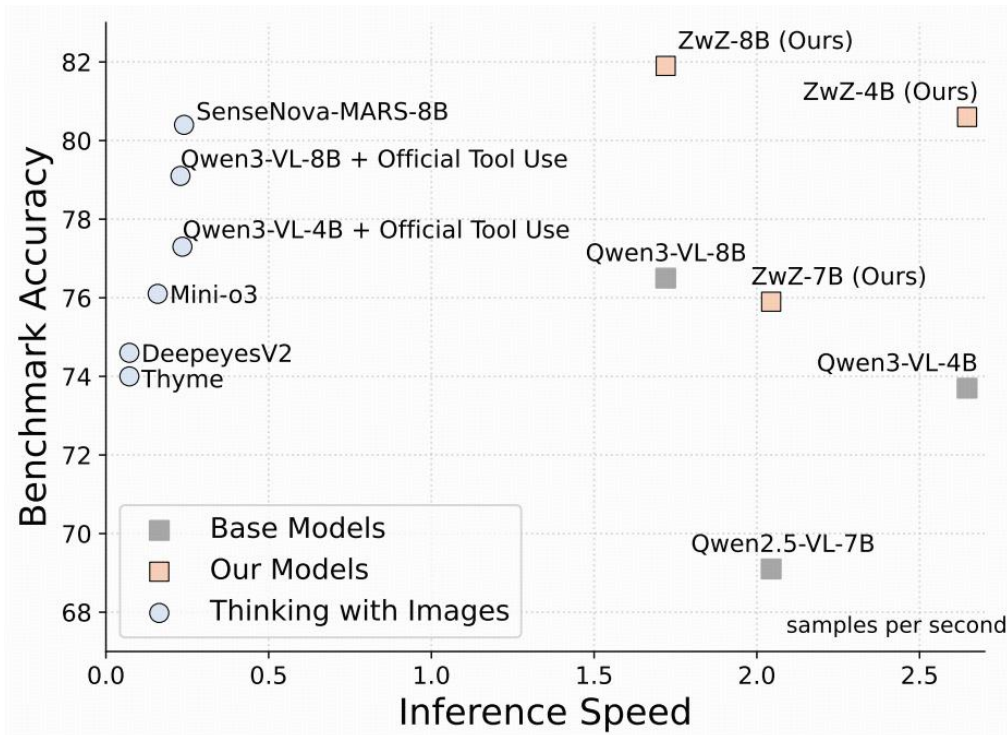 ZwZ-8B (Ours)
82
ZwZ-4B (Ours)
SenseNova-MARS-8B
80
Qwen3-VL-8B + Official Tool Use
78
Qwen3-VL-4B + Official Tool Use
Qwen3-VL-8B
ZwZ-7B (Ours)
76
Mini-o3
DeepeyesV2
Qwen3-VL-4B
74
Thyme
72
Benchmark Accuracy
70
Base Models
Qwen2.5-VL-7B
Our Models
68
Thinking with Images
samples per second
0.0 0.5 1.0 1.5 2.0 2.5
Inference Speed